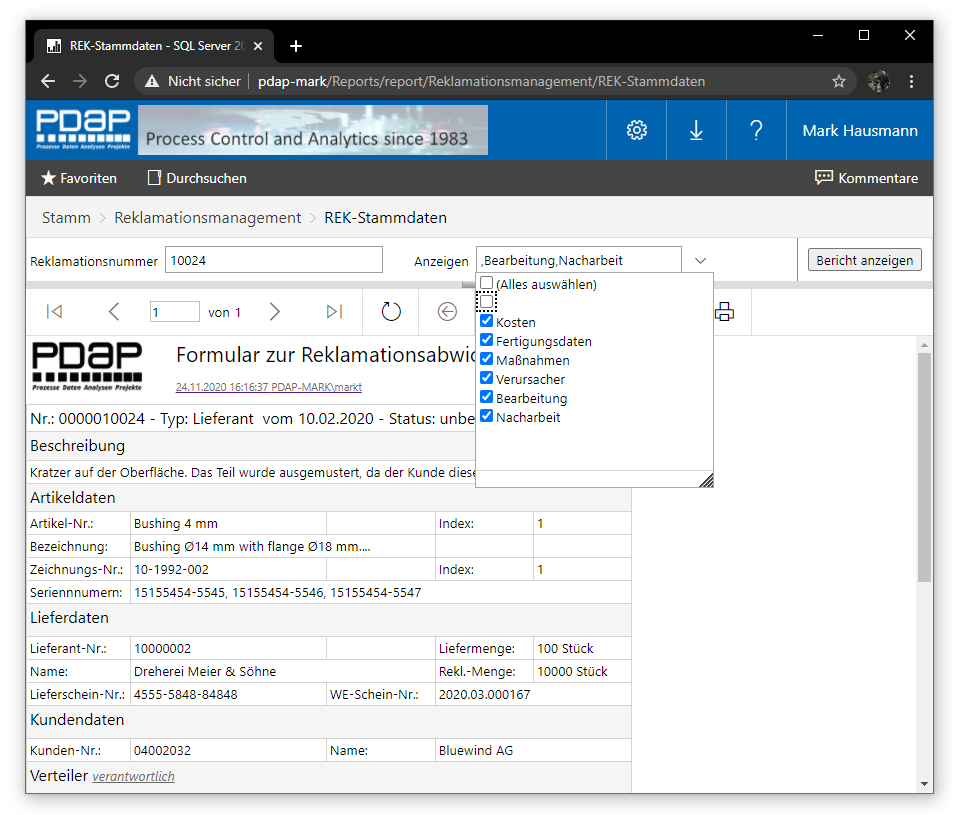 REK-Stammdaten - SQL Server 20
Nicht sicher pdap-mark/Reports/report/Reklamationsmanagement/REK-Stammdaten
PDAP
Prozesse Daten Analysen Projekte
Process Control and Analytics since 1983
Mark Hausmann
Favoriten Durchsuchen Kommentare
Stamm > Reklamationsmanagement > REK-Stammdaten
Reklamationsnummer 10024 Anzeigen ,Bearbeitung,Nacharbeit Bericht anzeigen
(Alles auswählen)
Kosten
Fertigungsdaten
Maßnahmen
Verursacher
Bearbeitung
Nacharbeit
1 von 1
PDAP
Prozesse Daten Analysen Projekte
Formular zur Reklamationsabwic
24.11.2020 16:16:37 PDAP-MARK\markt
Nr.: 0000010024 - Typ: Lieferant vom 10.02.2020 - Status: unbe
Beschreibung
Kratzer auf der Oberfläche. Das Teil wurde ausgemustert, da der Kunde diese
Artikeldaten
Artikel-Nr.: Bushing 4 mm Index: 1
Bezeichnung: Bushing Ø14 mm with flange Ø18 mm....
Zeichnungs-Nr.: 10-1992-002 Index: 1
Seriennnumern: 15155454-5545, 15155454-5546, 15155454-5547
Lieferdaten
Lieferant-Nr.: 10000002 Liefermenge: 100 Stück
Name: Dreherei Meier & Söhne Rekl.-Menge: 10000 Stück
Lieferschein-Nr.: 4555-5848-84848 WE-Schein-Nr.: 2020.03.000167
Kundendaten
Kunden-Nr.: 04002032 Name: Bluewind AG
Verteiler verantwortlich